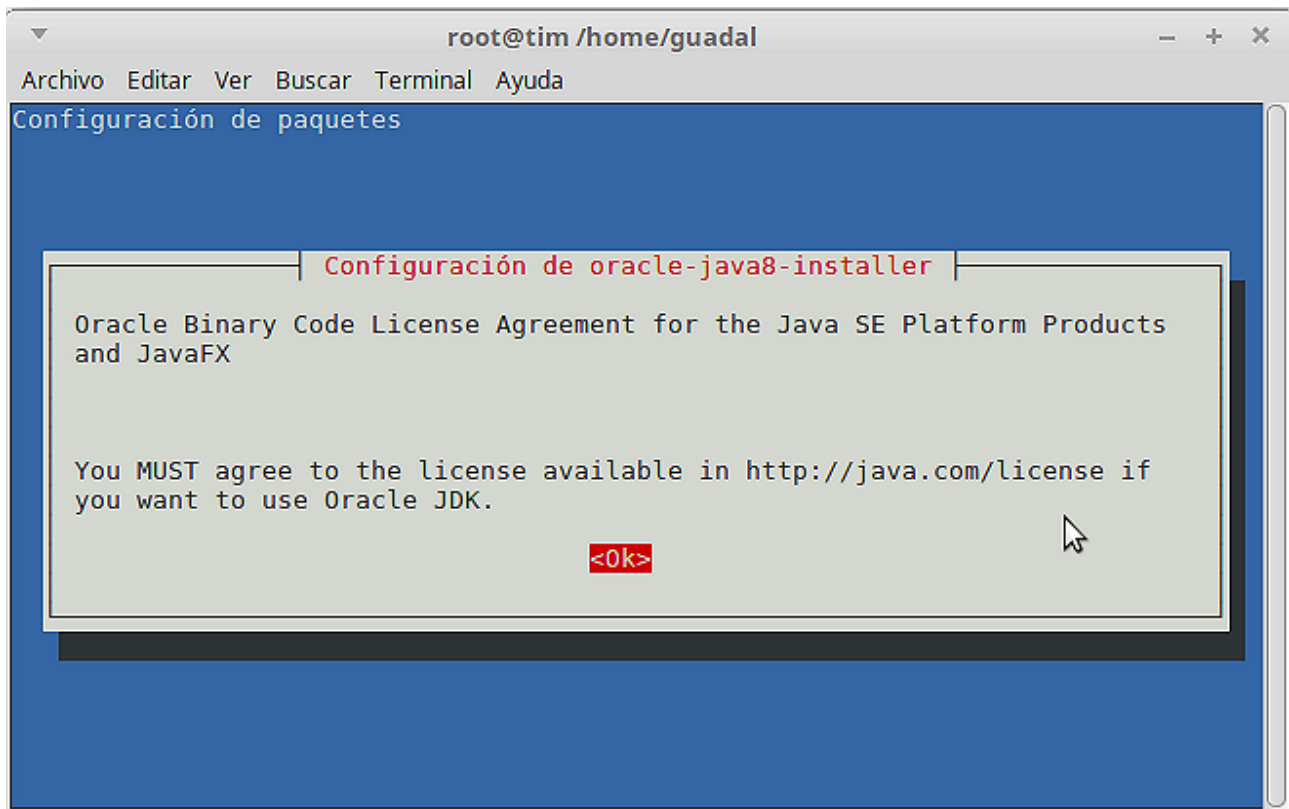 root@tim /home/guadal
Archivo Editar Ver Buscar Terminal Ayuda
Configuración de paquetes
Configuración de oracle-java8-installer
Oracle Binary Code License Agreement for the Java SE Platform Products
and JavaFX
You MUST agree to the license available in http://java.com/license if
you want to use Oracle JDK.
<Ok>